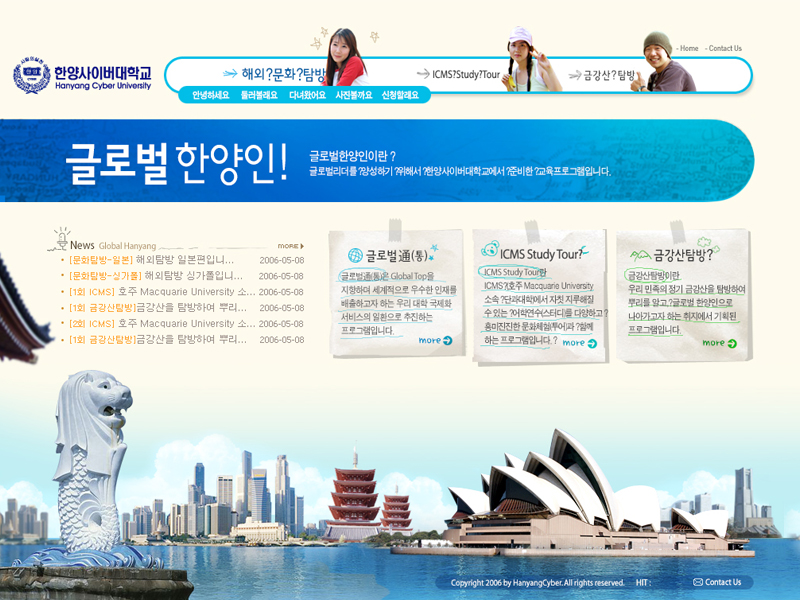 - Home - Contact Us
한양사이버대학교
Hanyang Cyber University
해외?문화?탐방
ICMS?Study?Tour
금강산?탐방
안녕하세요 둘러볼래요 다녀왔어요 사진볼까요 신청할래요
글로벌 한양인!
글로벌한양인이란 ?
글로벌리더를 ?양성하기 ?위해서 ?한양사이버대학교에서 ?준비한 ?교육프로그램입니다.
News Global Hanyang
MORE
[문화탐방-일본] 해외탐방 일본편입니... 2006-05-08
[문화탐방-싱가폴] 해외탐방 싱가폴입니... 2006-05-08
[1회 ICMS] 호주 Macquarie University 소... 2006-05-08
[1회 금강산탐방]금강산을 탐방하여 뿌리... 2006-05-08
[2회 ICMS] 호주 Macquarie University 소... 2006-05-08
[1회 금강산탐방]금강산을 탐방하여 뿌리... 2006-05-08
글로벌通(통)
글로벌通(통)은 Global Top을
지향하며 세계적으로 우수한 인재를
배출하고자 하는 우리 대학 국제화
서비스의 일환으로 추진하는
프로그램입니다.
more
ICMS Study Tour?
ICMS Study Tour란
ICMS?호주 Macquarie University
소속 ?단과대학에서 자칫 지루해질
수 있는 ?어학연수(스터디)를 다양하고 ?
흥미진진한 문화체험(투어)과 ?함께
하는 프로그램입니다. ?
more
금강산탐방?
금강산탐방이란,
우리 민족의 정기 금강산을 탐방하여
뿌리를 알고,?글로벌 한양인으로
나아가고자 하는 취지에서 기획된
프로그램입니다.
more
Copyright 2006 by HanyangCyber. All rights reserved. HIT : Contact Us